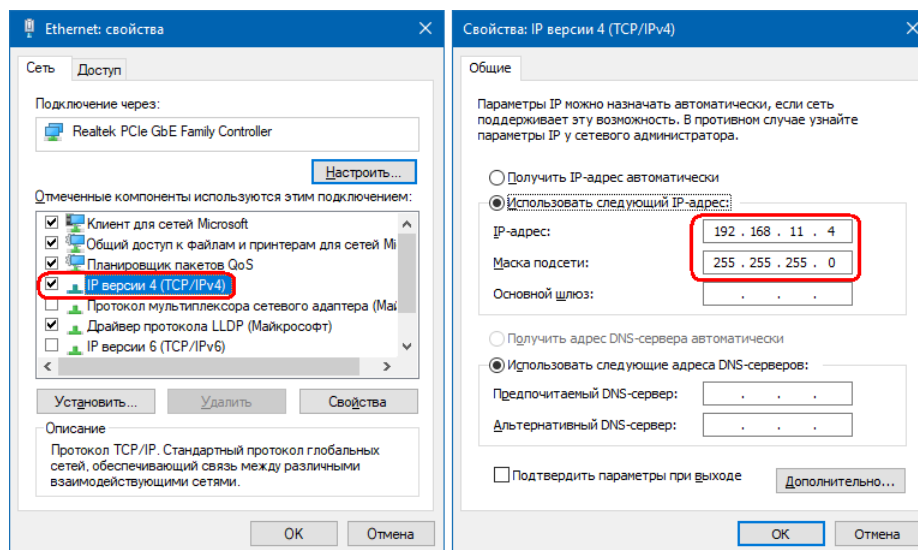 Ethernet: свойства
Сеть
Доступ
Подключение через:
Realtek PCIe GbE Family Controller
Настроить...
Отмеченные компоненты используются этим подключением:
Клиент для сетей Microsoft
Общий доступ к файлам и принтерам для сетей Mi
Планировщик пакетов QoS
IP версии 4 (TCP/IPv4)
Протокол мультиплексора сетевого адаптера (Май
Драйвер протокола LLDP (Майкрософт)
IP версии 6 (TCP/IPv6)
Установить...
Удалить
Свойства
Описание
Протокол TCP/IP. Стандартный протокол глобальных
сетей, обеспечивающий связь между различными
взаимодействующими сетями.
OK
Отмена
Свойства: IP версии 4 (TCP/IPv4)
Общие
Параметры IP можно назначать автоматически, если сеть
поддерживает эту возможность. В противном случае узнайте
параметры IP у сетевого администратора.
Получить IP-адрес автоматически
Использовать следующий IP-адрес:
IP-адрес:
192 . 168 . 11 . 4
Маска подсети:
255 . 255 . 255 . 0
Основной шлюз:
. . .
Получить адрес DNS-сервера автоматически
Использовать следующие адреса DNS-серверов:
Предпочитаемый DNS-сервер:
. . .
Альтернативный DNS-сервер:
. . .
Подтвердить параметры при выходе
Дополнительно...
OK
Отмена